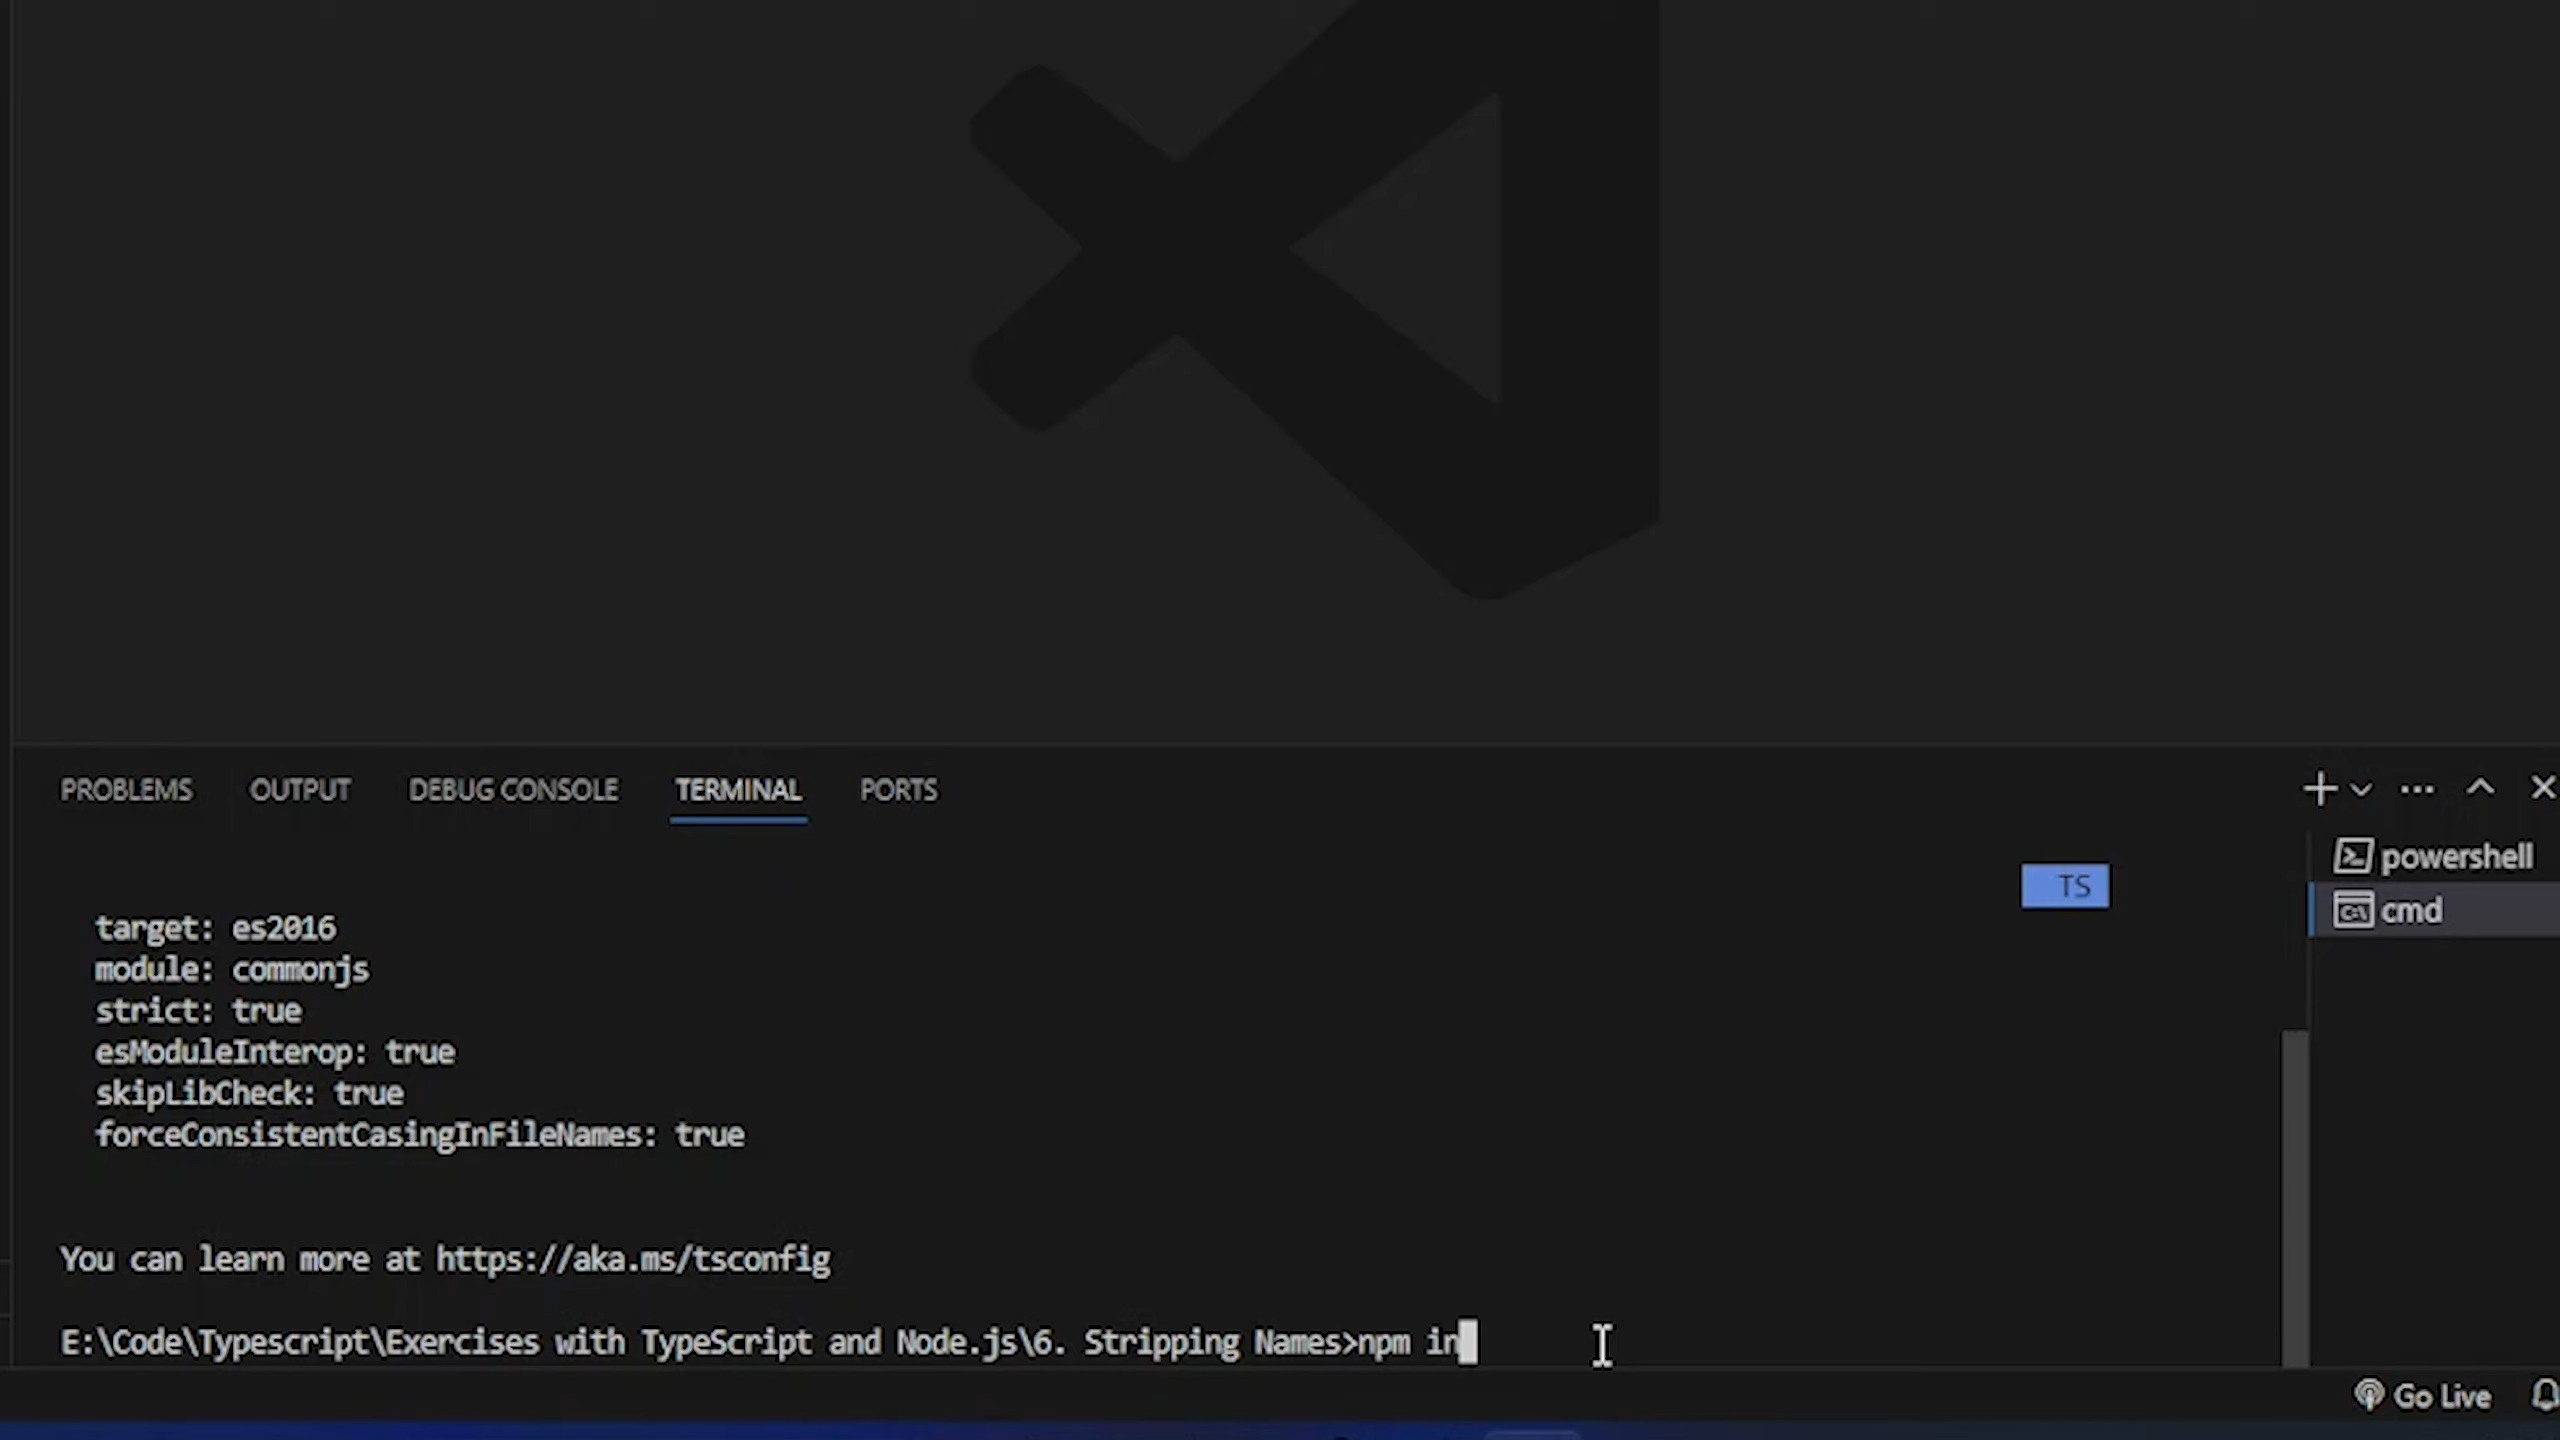 PROBLEMS OUTPUT DEBUG CONSOLE TERMINAL PORTS
powershell
cmd
TS
target: es2016
module: commonjs
strict: true
esModuleInterop: true
skipLibCheck: true
forceConsistentCasingInFileNames: true
You can learn more at https://aka.ms/tsconfig
E:\Code\Typescript\Exercises with TypeScript and Node.js\6. Stripping Names>npm in
Go Live